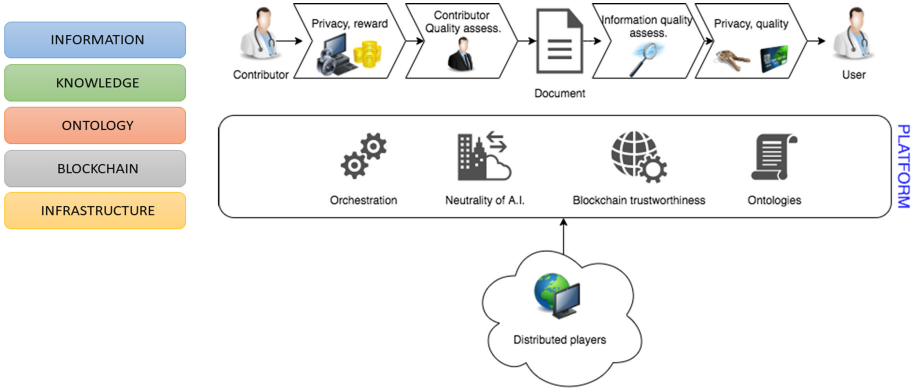 INFORMATION
KNOWLEDGE
ONTOLOGY
BLOCKCHAIN
INFRASTRUCTURE
Contributor
Privacy, reward
Contributor
Quality assess.
Document
Information quality
assess.
Privacy, quality
User
PLATFORM
Orchestration
Neutrality of A.I.
Blockchain trustworthiness
Ontologies
Distributed players